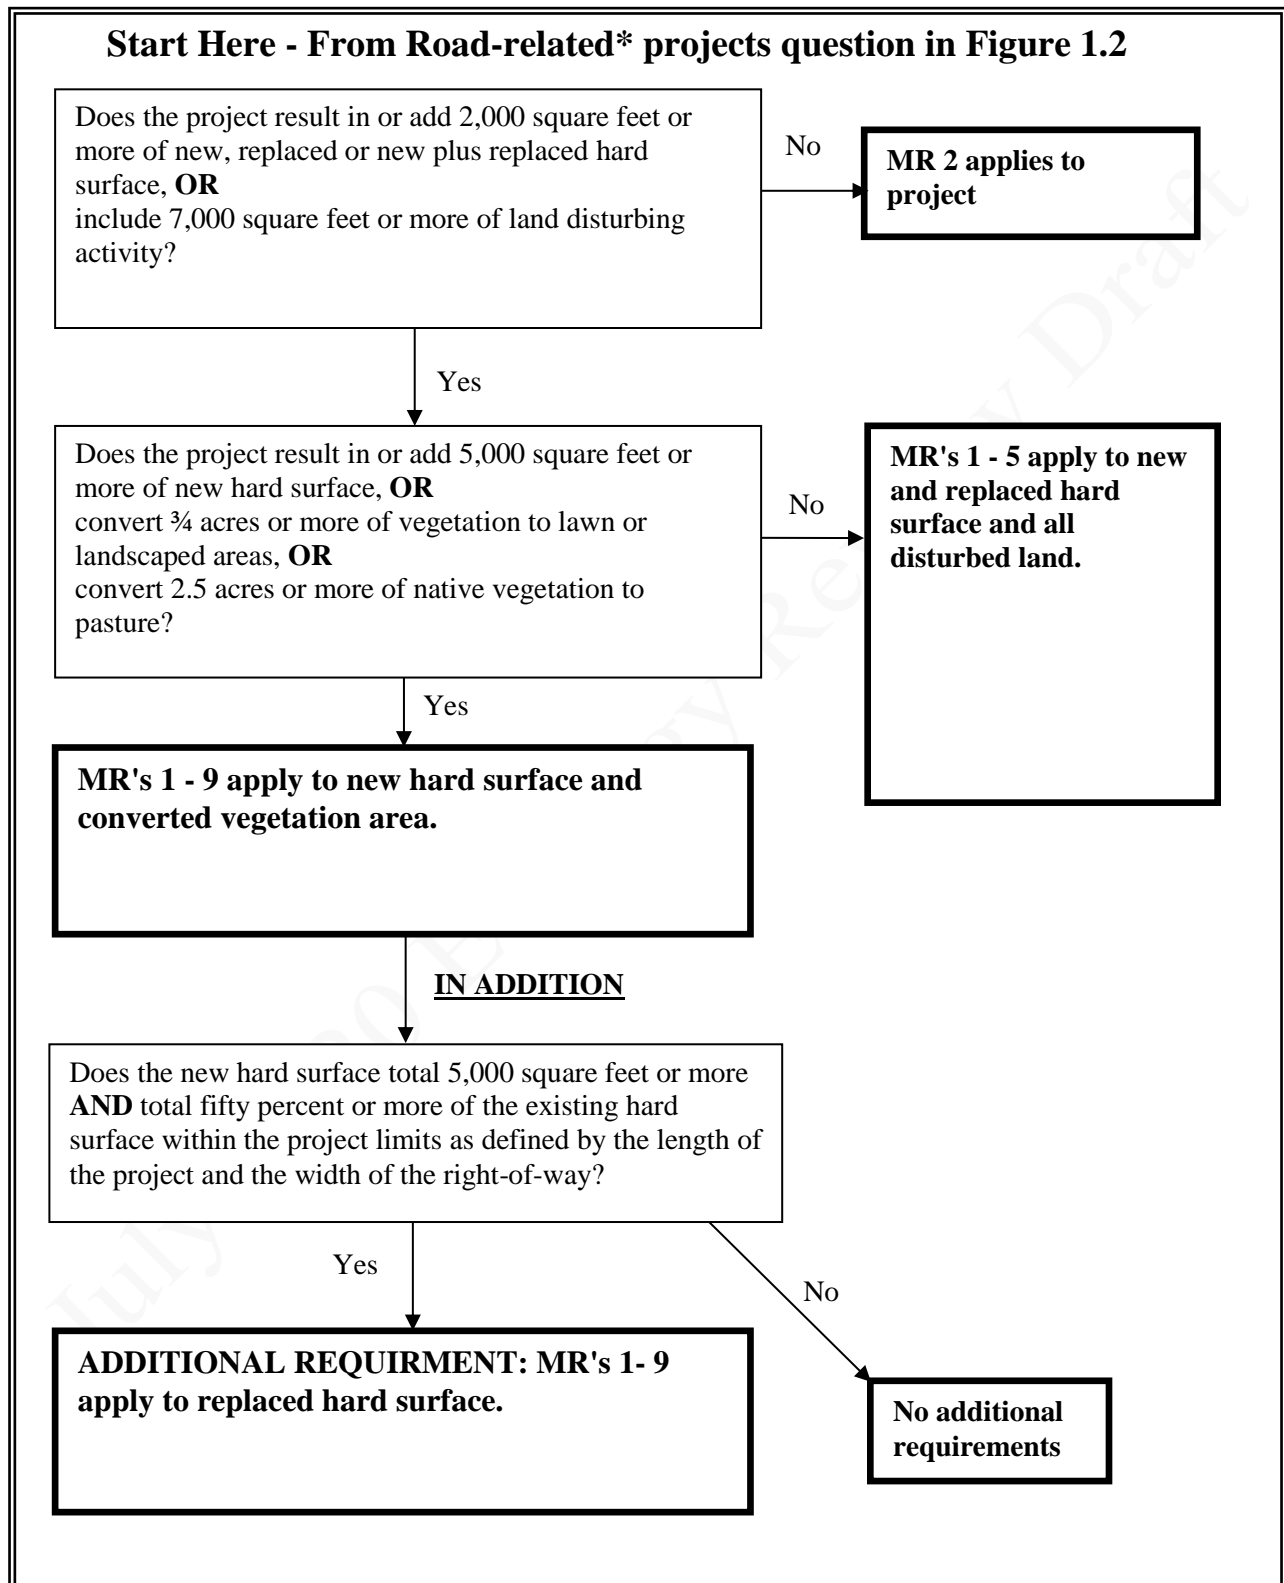 Start Here - From Road-related* projects question in Figure 1.2
Does the project result in or add 2,000 square feet or
more of new, replaced or new plus replaced hard
surface, OR
include 7,000 square feet or more of land disturbing
activity?
No
MR 2 applies to
project
Yes
Does the project result in or add 5,000 square feet or
more of new hard surface, OR
convert ¾ acres or more of vegetation to lawn or
landscaped areas, OR
convert 2.5 acres or more of native vegetation to
pasture?
No
MR's 1 - 5 apply to new
and replaced hard
surface and all
disturbed land.
Yes
MR's 1 - 9 apply to new hard surface and
converted vegetation area.
IN ADDITION
Does the new hard surface total 5,000 square feet or more
AND total fifty percent or more of the existing hard
surface within the project limits as defined by the length of
the project and the width of the right-of-way?
Yes
No
ADDITIONAL REQUIRMENT: MR's 1- 9
apply to replaced hard surface.
No additional
requirements
July Draft